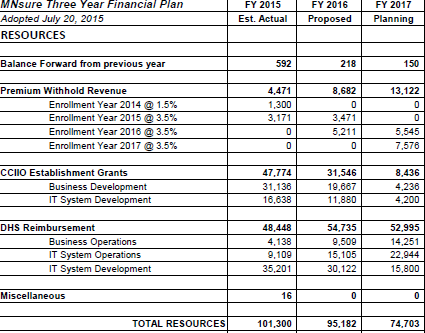 MNsure Three Year Financial Plan FY 2015 FY 2016 FY 2017
Adopted July 20, 2015 Est. Actual Proposed Planning
RESOURCES
Balance Forward from previous year 592 218 150
Premium Withhold Revenue 4,471 8,682 13,122
Enrollment Year 2014 @ 1.5% 1,300 0 0
Enrollment Year 2015 @ 3.5% 3,171 3,471 0
Enrollment Year 2016 @ 3.5% 0 5,211 5,545
Enrollment Year 2017 @ 3.5% 0 0 7,576
CCIIO Establishment Grants 47,774 31,546 8,436
Business Development 31,136 19,667 4,236
IT System Development 16,638 11,880 4,200
DHS Reimbursement 48,448 54,735 52,995
Business Operations 4,138 9,509 14,251
IT System Operations 9,109 15,105 22,944
IT System Development 35,201 30,122 15,800
Miscellaneous 16 0 0
TOTAL RESOURCES 101,300 95,182 74,703